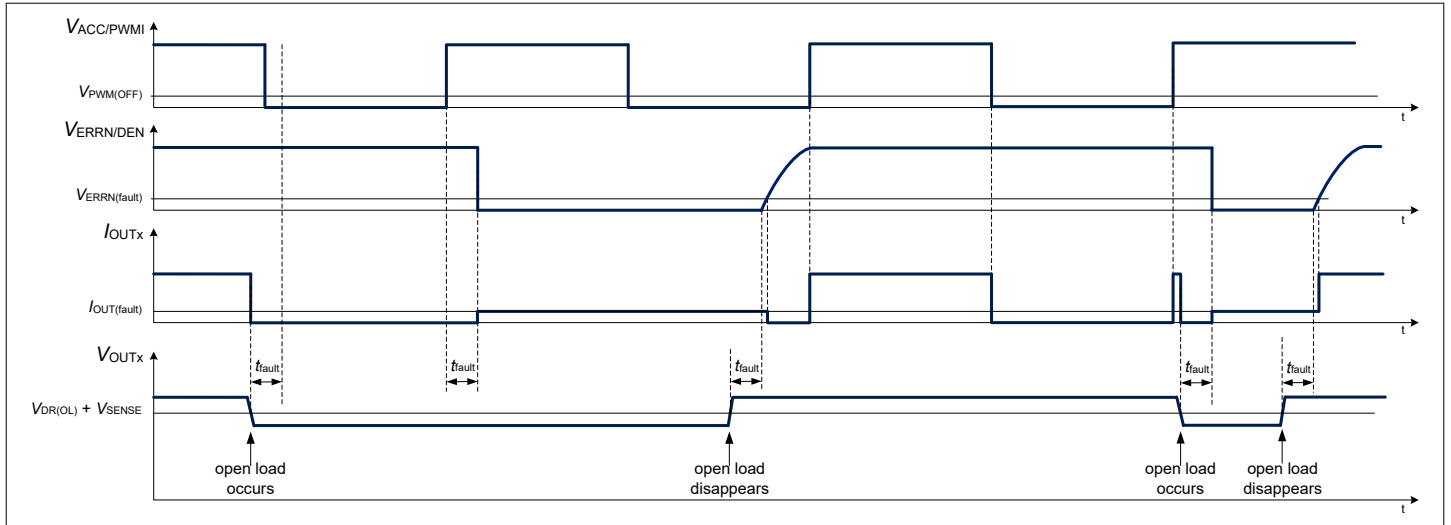 VACC/PWMI
VPWM(OFF)
t
VERRN/DEN
VERRN(fault)
t
IOUTx
IOUT(fault)
t
VOUTx
tfault
tfault
tfault
tfault
tfault
VDR(OL) + VSENSE
open load occurs
open load disappears
open load occurs
open load disappears
t